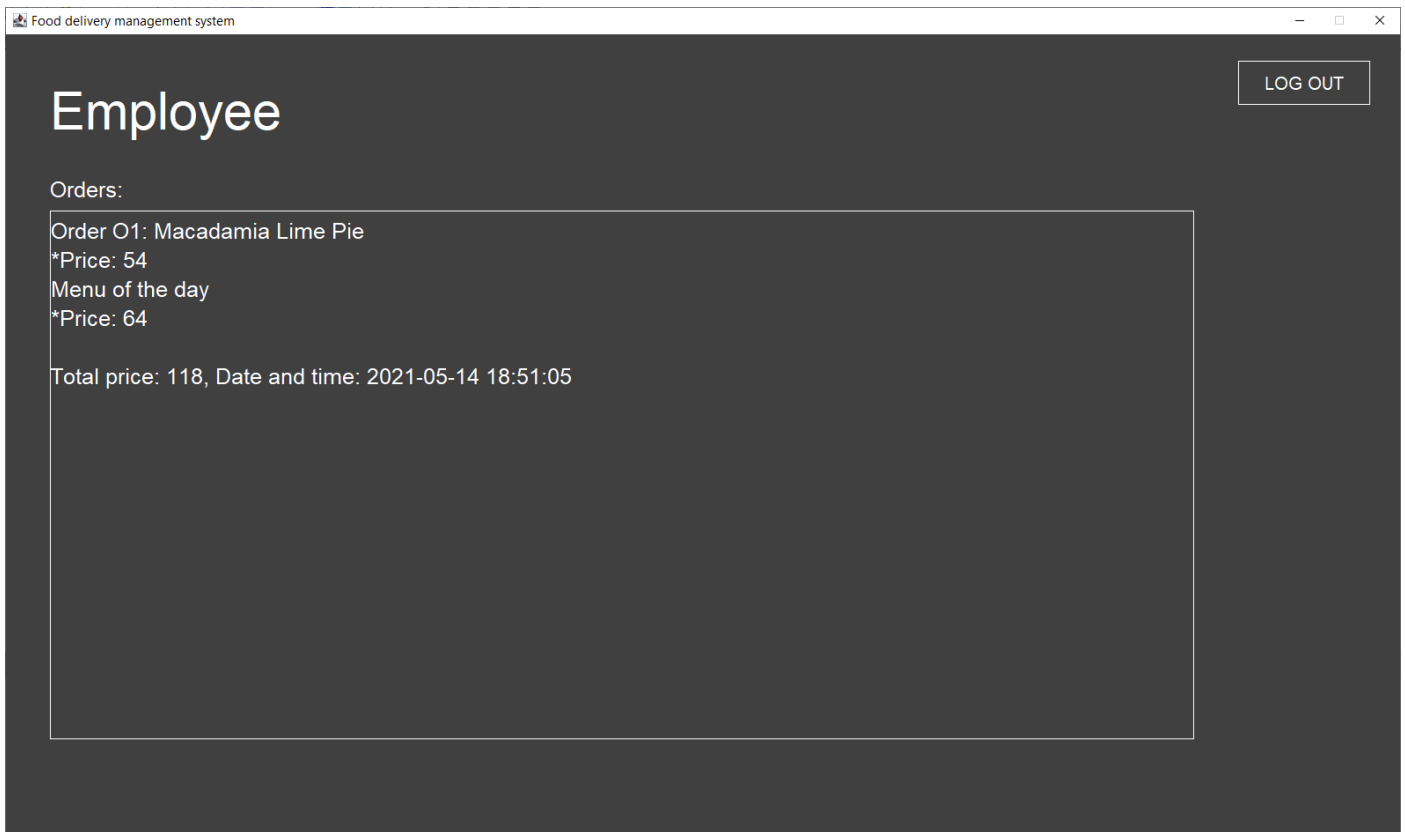 Food delivery management system
LOG OUT
Employee
Orders:
Order O1: Macadamia Lime Pie
*Price: 54
Menu of the day
*Price: 64
Total price: 118, Date and time: 2021-05-14 18:51:05